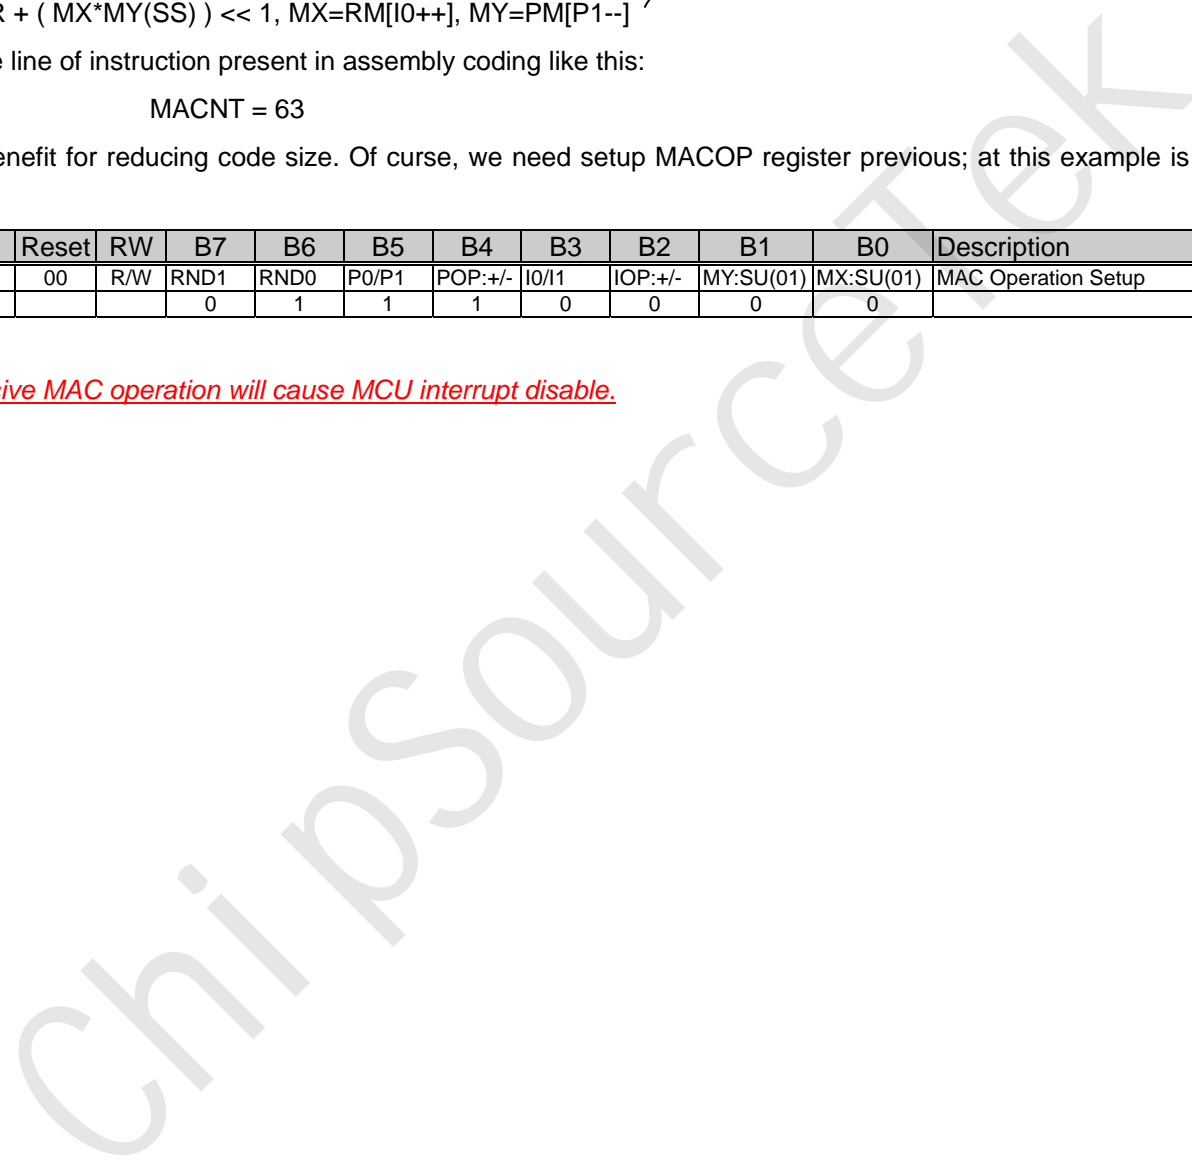 + ( MX*MY(SS) ) << 1, MX=RM[I0++], MY=PM[P1--]
line of instruction present in assembly coding like this:
MACNT = 63
for reducing code size. Of curse, we need setup MACOP register previous; at this example is
Reset RW B7 B6 B5 B4 B3 B2 B1 B0 Description
00 R/W RND1 RND0 P0/P1 POP:+/- I0/I1 IOP:+/- MY:SU(01) MX:SU(01) MAC Operation Setup
0 1 1 1 0 0 0 0
MAC operation will cause MCU interrupt disable.
ChipSourceTek